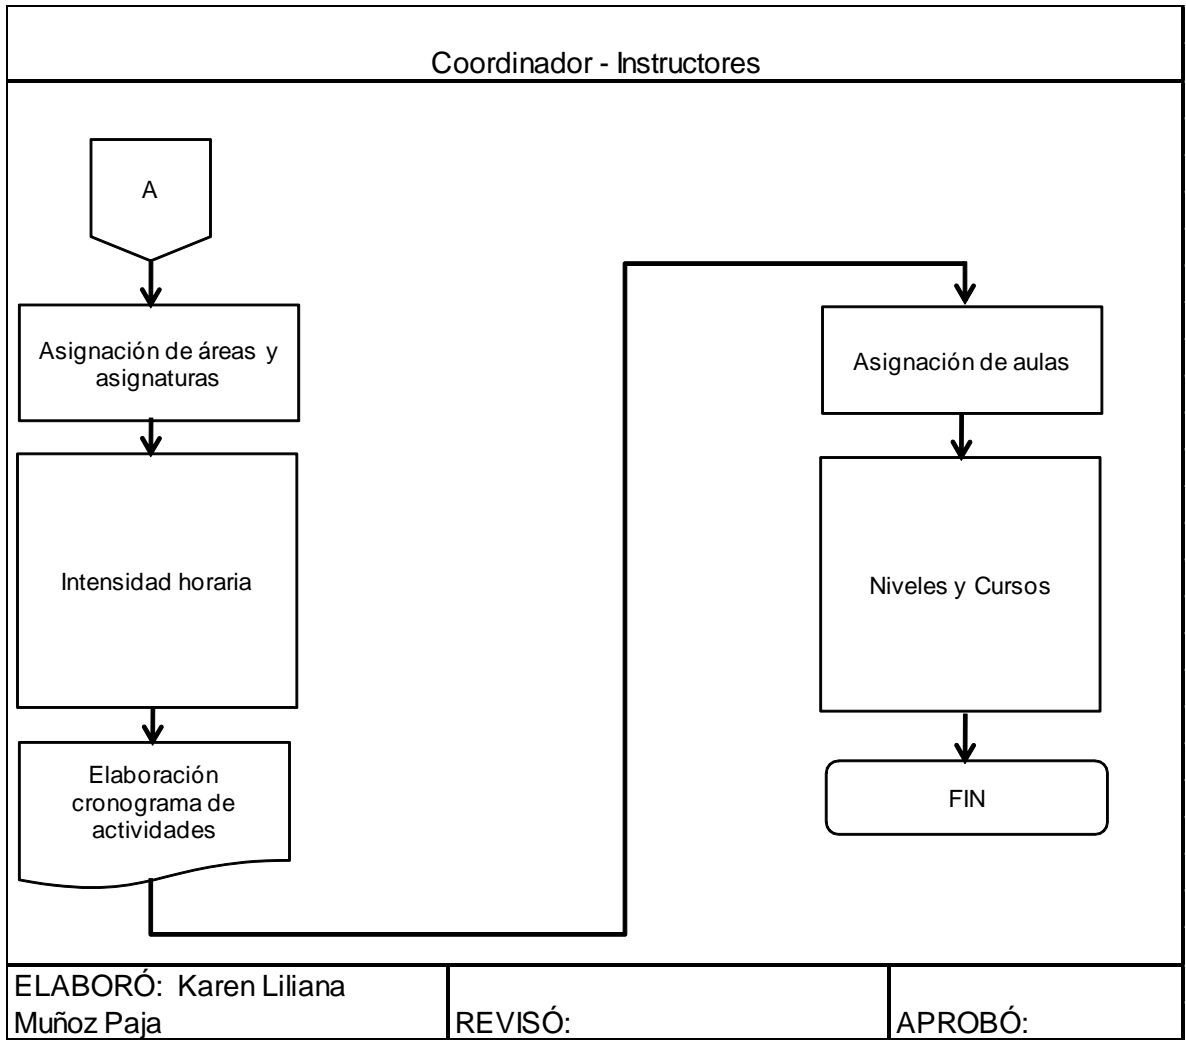 Coordinador - Instructores
A
Asignación de áreas y
asignaturas
Intensidad horaria
Elaboración
cronograma de
actividades
Asignación de aulas
Niveles y Cursos
FIN
ELABORÓ: Karen Liliana
Muñoz Paja
REVISÓ:
APROBÓ: